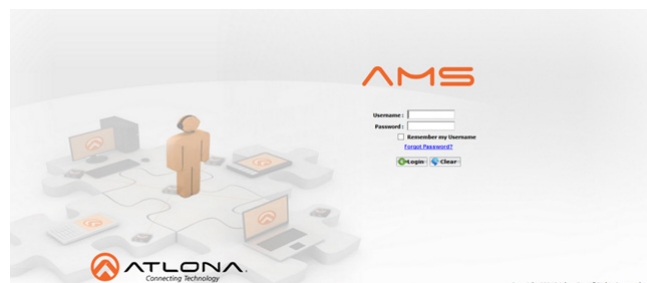 AMS
Username :
Password :
Remember my Username
Forgot Password?
Login
Clear
ATLONA.
Connecting Technology